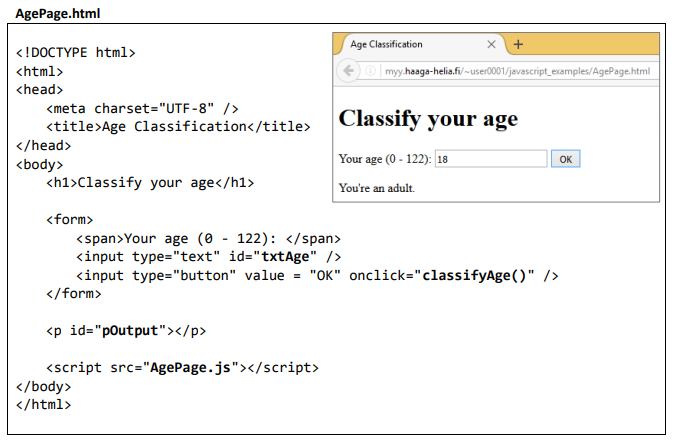 AgePage.html
<!DOCTYPE html>
<html>
<head>
<meta charset="UTF-8" />
<title>Age Classification</title>
</head>
<body>
<h1>Classify your age</h1>
<form>
<span>Your age (0 - 122): </span>
<input type="text" id="txtAge" />
<input type="button" value = "OK" onclick="classifyAge()" />
</form>
<p id="pOutput"></p>
<script src="AgePage.js"></script>
</body>
</html>
Age Classification
myy.haaga-helia.fi/~user0001/javascript_examples/AgePage.html
Classify your age
Your age (0 - 122): 18 OK
You're an adult.